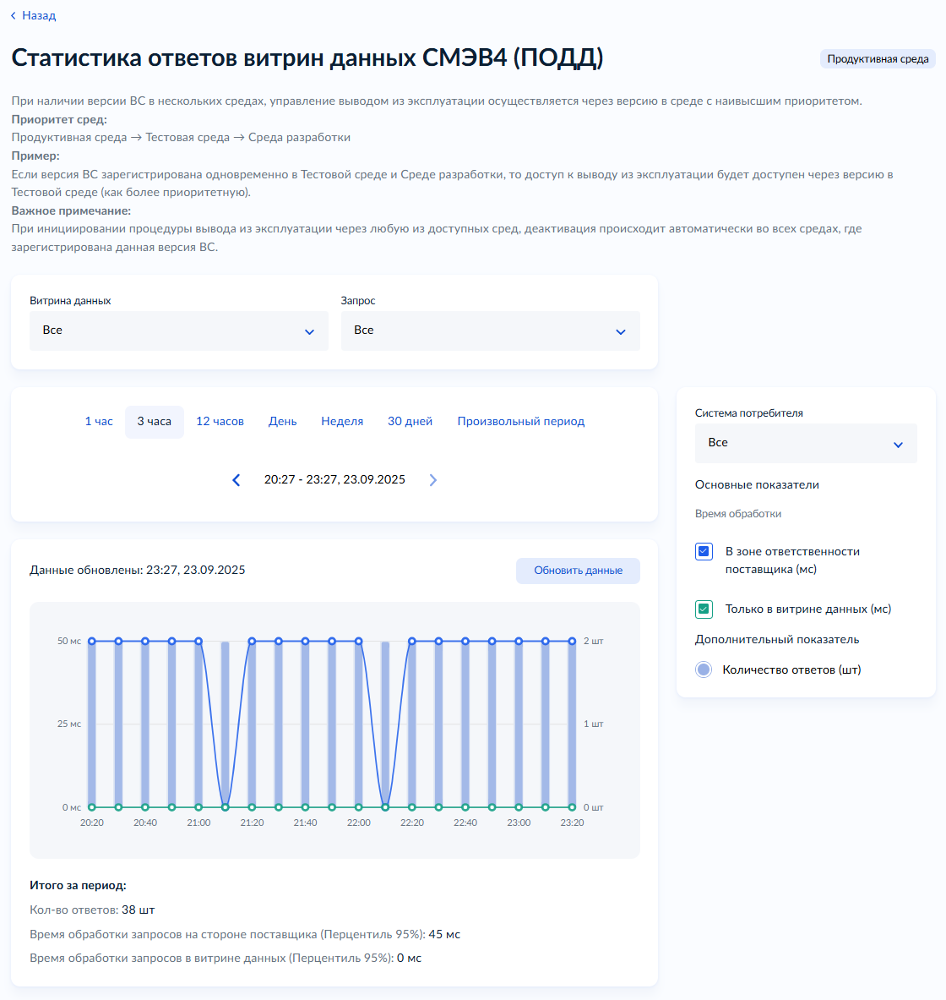 Назад
Статистика ответов витрин данных СМЭВ4 (ПОДД)
Продуктивная среда
При наличии версии ВС в нескольких средах, управление выводом из эксплуатации осуществляется через версию в среде с наивысшим приоритетом.
Приоритет сред:
Продуктивная среда → Тестовая среда → Среда разработки
Пример:
Если версия ВС зарегистрирована одновременно в Тестовой среде и Среде разработки, то доступ к выводу из эксплуатации будет доступен через версию в
Тестовой среде (как более приоритетную).
Важное примечание:
При инициировании процедуры вывода из эксплуатации через любую из доступных сред, деактивация происходит автоматически во всех средах, где
зарегистрирована данная версия ВС.
Витрина данных
Запрос
Все
Все
1 час
3 часа
12 часов
День
Неделя
30 дней
Произвольный период
20:27 - 23:27, 23.09.2025
Система потребителя
Все
Основные показатели
Время обработки
В зоне ответственности
поставщика (мс)
Только в витрине данных (мс)
Дополнительный показатель
Количество ответов (шт)
Данные обновлены: 23:27, 23.09.2025
Обновить данные
50 мс
2 шт
25 мс
1 шт
0 мс
0 шт
20:20
20:40
21:00
21:20
21:40
22:00
22:20
22:40
23:00
23:20
Итого за период:
Кол-во ответов: 38 шт
Время обработки запросов на стороне поставщика (Перцентиль 95%): 45 мс
Время обработки запросов в витрине данных (Перцентиль 95%): 0 мс